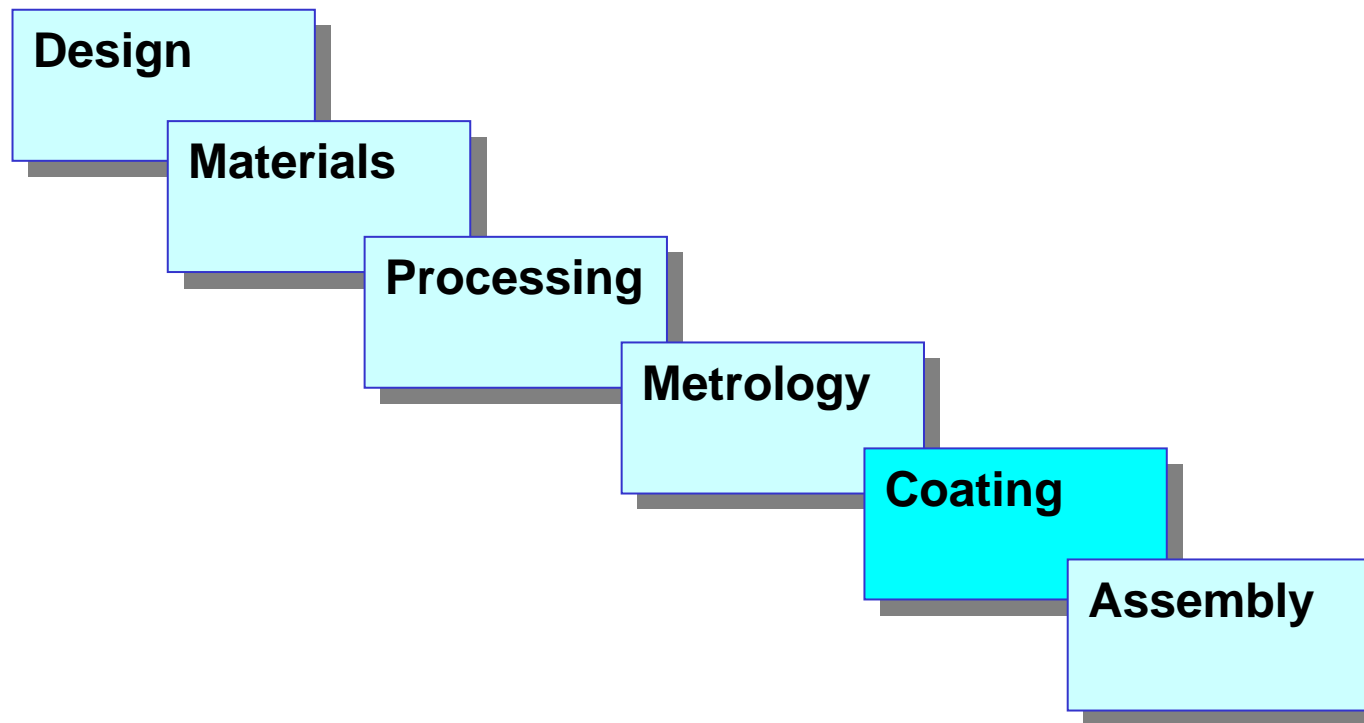 Design
Materials
Processing
Metrology
Coating
Assembly